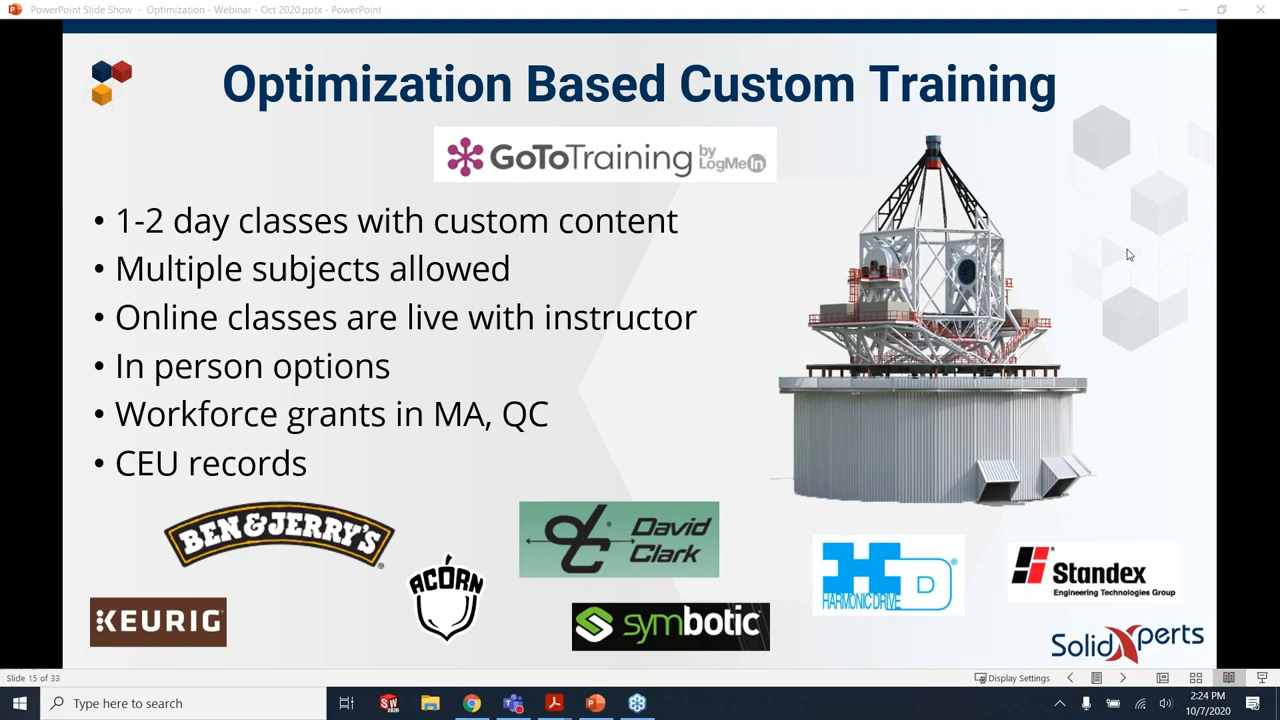 PowerPoint Slide Show - Optimization - Webinar - Oct 2020.pptx - PowerPoint
Optimization Based Custom Training
GoToTraining by LogMeIn
• 1-2 day classes with custom content
• Multiple subjects allowed
• Online classes are live with instructor
• In person options
• Workforce grants in MA, QC
• CEU records
BEN & JERRY'S
ACORN
David Clark
HARMONIC DRIVE
HD
Standex
Engineering Technologies Group
KEURIG
symbotic
SolidXperts
Slide 15 of 33
Display Settings
Type here to search
SW
2020
2:24 PM
10/7/2020